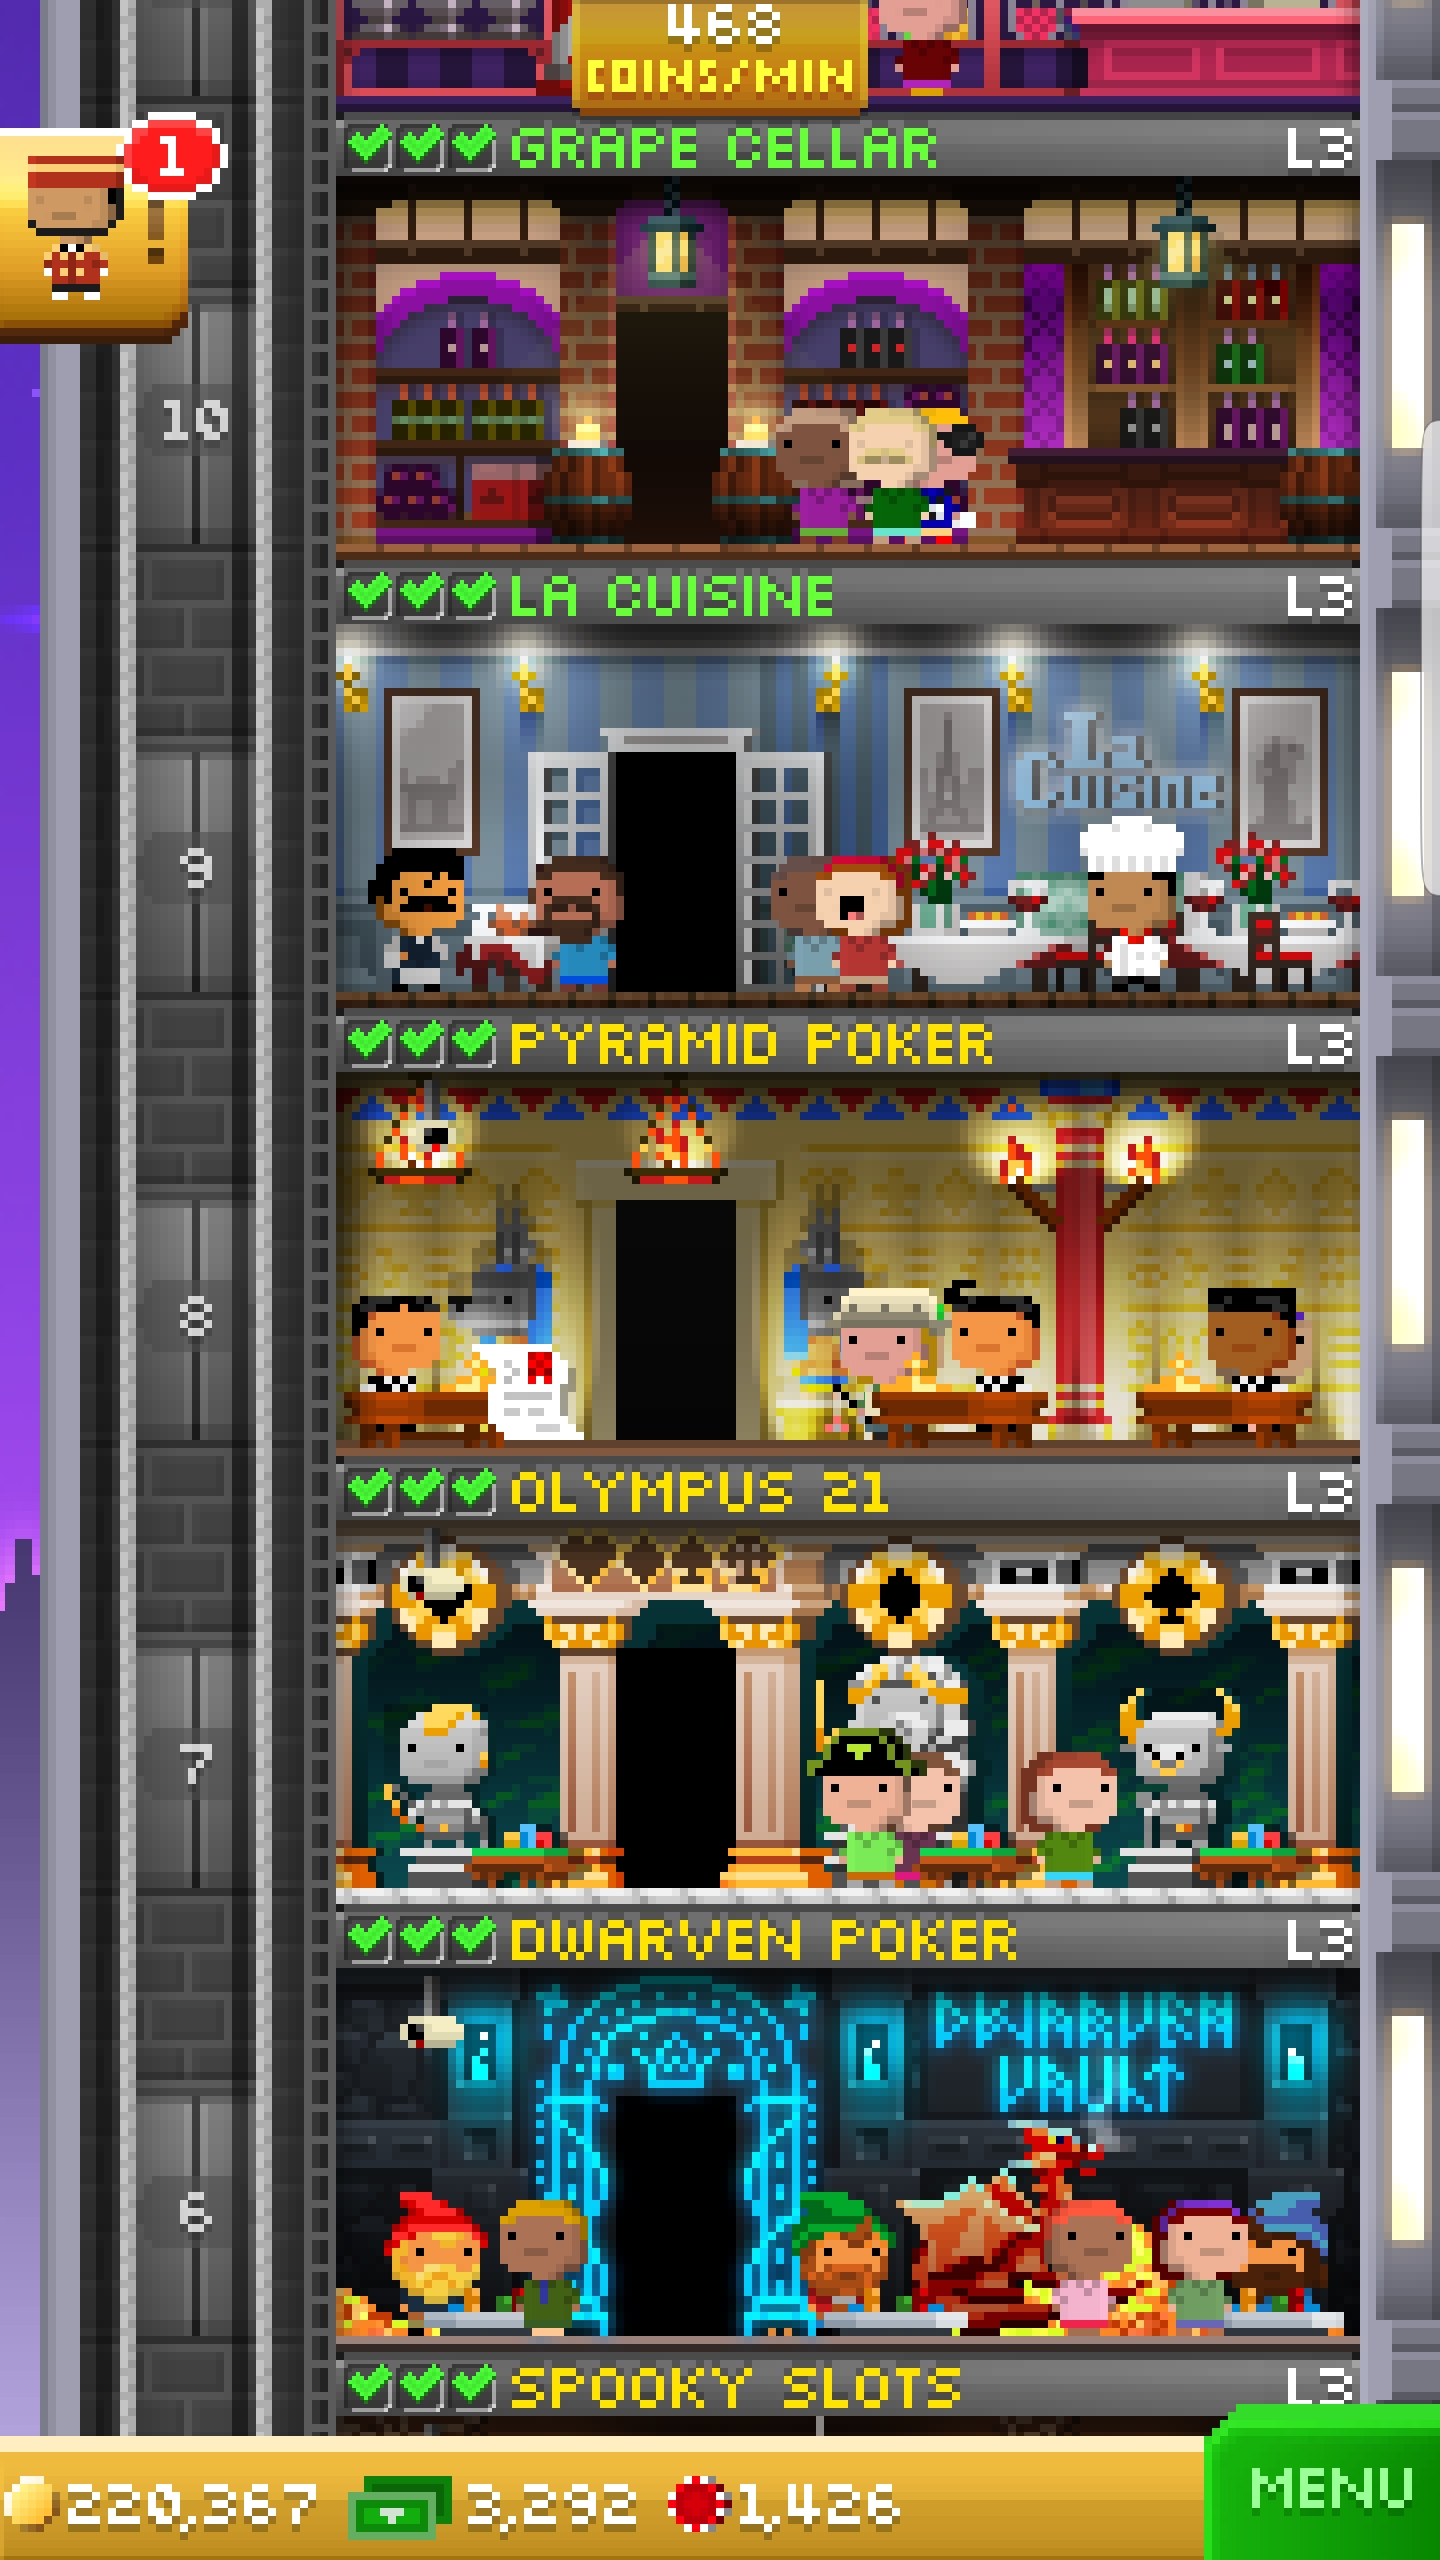 468
COINS/MIN
1
!
GRAPE CELLAR L3
10
LA CUISINE L3
La
Cuisine
9
PYRAMID POKER L3
8
OLYMPUS 21 L3
7
DWARVEN POKER L3
DWARVEN
VAULT
6
SPOOKY SLOTS L3
220,367 3,292 1,426 MENU